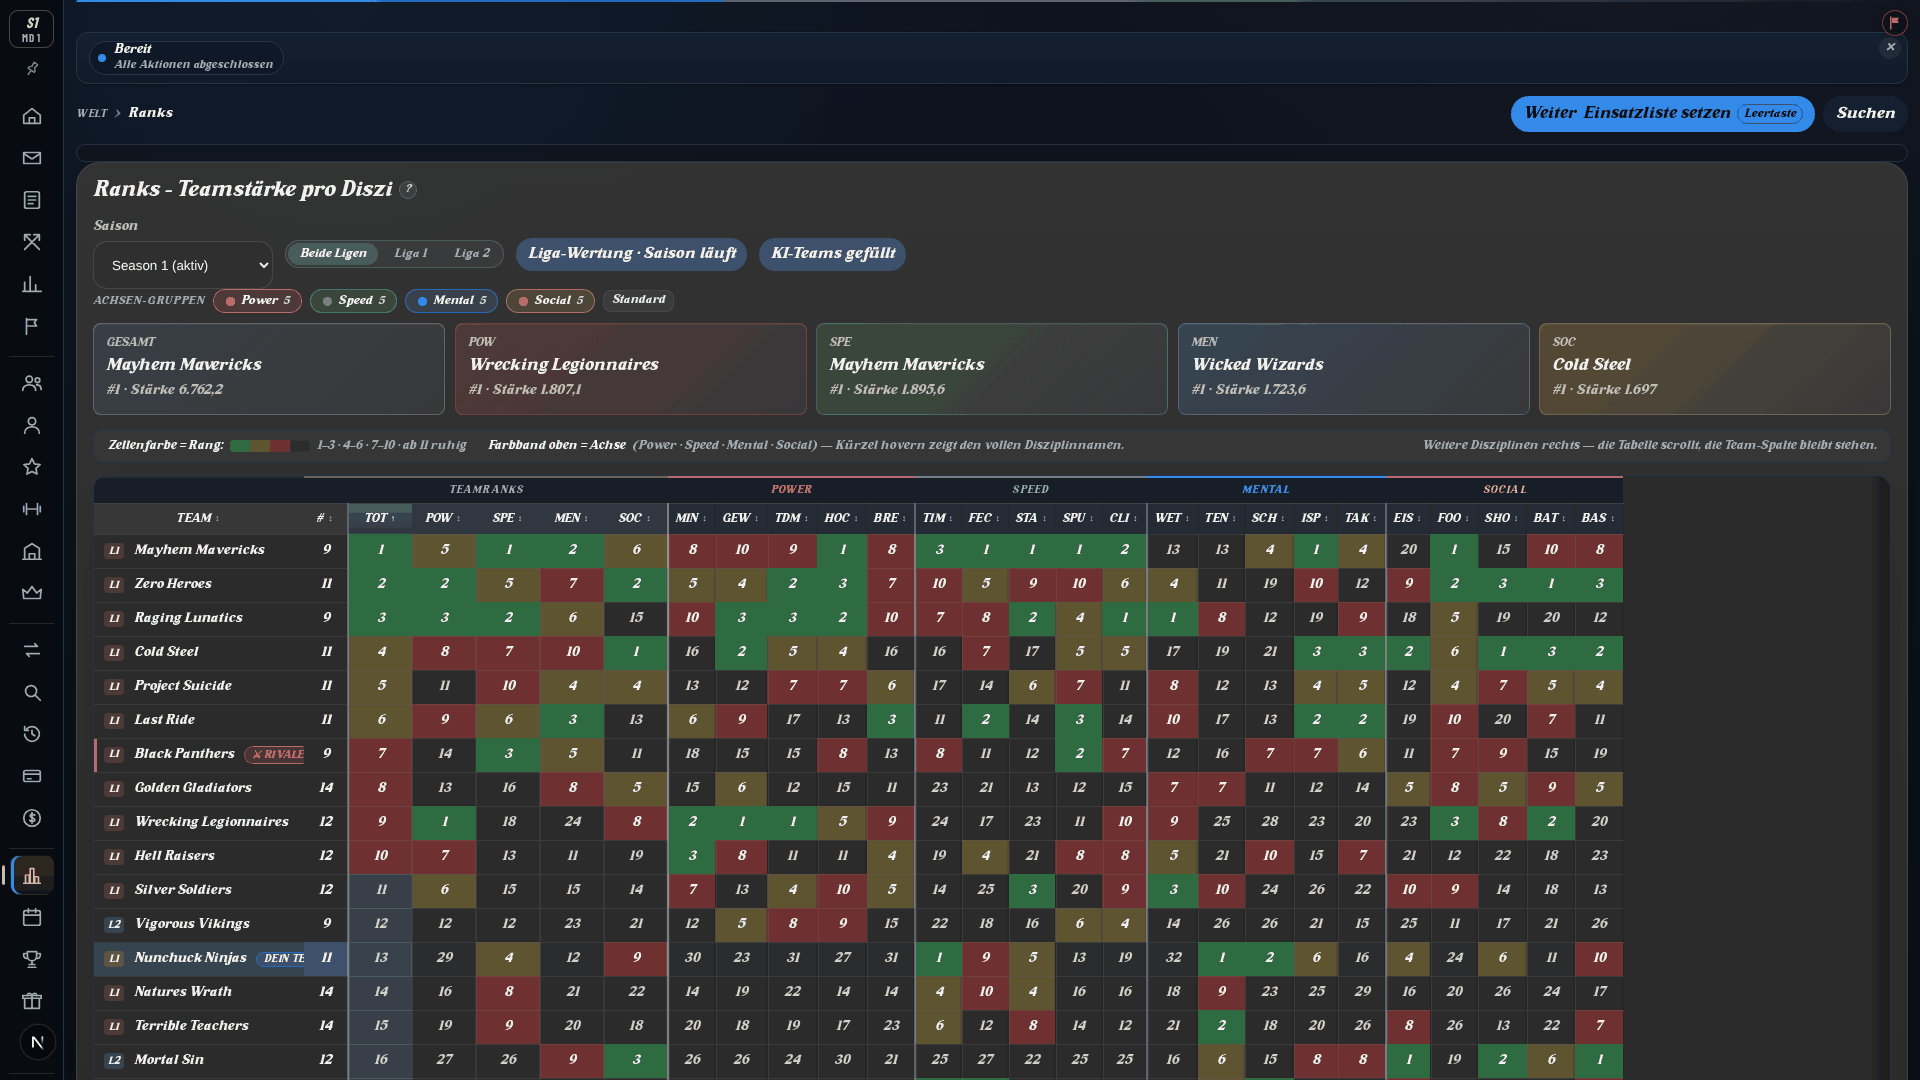 S1
MD1
Bereit
Alle Aktionen abgeschlossen
WELT › Ranks
Weiter Einsatzliste setzen Leertaste Suchen
Ranks - Teamstärke pro Diszi ?
Saison
Season 1 (aktiv) Beide Ligen Liga 1 Liga 2 Liga-Wertung · Saison läuft KI-Teams gefüllt
ACHSEN-GRUPPEN Power 5 Speed 5 Mental 5 Social 5 Standard
GESAMT
Mayhem Mavericks
#1 · Stärke 6.762,2
POW
Wrecking Legionnaires
#1 · Stärke 1.807,1
SPE
Mayhem Mavericks
#1 · Stärke 1.895,6
MEN
Wicked Wizards
#1 · Stärke 1.723,6
SOC
Cold Steel
#1 · Stärke 1.697
Zellenfarbe = Rang: 1–3 · 4–6 · 7–10 · ab 11 ruhig Farbband oben = Achse (Power · Speed · Mental · Social) — Kürzel hovern zeigt den vollen Disziplinnamen. Weitere Disziplinen rechts — die Tabelle scrollt, die Team-Spalte bleibt stehen.
TEAMRANKS POWER SPEED MENTAL SOCIAL
TEAM ↕ # ↕ TOT ↑ POW ↕ SPE ↕ MEN ↕ SOC ↕ MIN ↕ GEW ↕ TDM ↕ HOC ↕ BRE ↕ TIM ↕ FEC ↕ STA ↕ SPU ↕ CLI ↕ WET ↕ TEN ↕ SCH ↕ ISP ↕ TAK ↕ EIS ↕ FOO ↕ SHO ↕ BAT ↕ BAS ↕
L1 Mayhem Mavericks 9 1 5 1 2 6 8 10 9 1 8 3 1 1 1 2 13 13 4 1 4 20 1 15 10 8
L1 Zero Heroes 11 2 2 5 7 2 5 4 2 3 7 10 5 9 10 6 4 11 19 10 12 9 2 3 1 3
L1 Raging Lunatics 9 3 3 2 6 15 10 3 3 2 10 7 8 2 4 1 1 8 12 19 9 18 5 19 20 12
L1 Cold Steel 11 4 8 7 10 1 16 2 5 4 16 16 7 17 5 5 17 19 21 3 3 2 6 1 3 2
L1 Project Suicide 11 5 11 10 4 4 13 12 7 7 6 17 14 6 7 11 8 12 13 4 5 12 4 7 5 4
L1 Last Ride 11 6 9 6 3 13 6 9 17 13 3 11 2 14 3 14 10 17 13 2 2 19 10 20 7 11
L1 Black Panthers ⚔ RIVALE 9 7 14 3 5 11 18 15 15 8 13 8 11 12 2 7 12 16 7 7 6 11 7 9 15 19
L1 Golden Gladiators 14 8 13 16 8 5 15 6 12 15 11 23 21 13 12 15 7 7 11 12 14 5 8 5 9 5
L1 Wrecking Legionnaires 12 9 1 18 24 8 2 1 1 5 9 24 17 23 11 10 9 25 28 23 20 23 3 8 2 20
L1 Hell Raisers 12 10 7 13 11 19 3 8 11 11 4 19 4 21 8 8 5 21 10 15 7 21 12 22 18 23
L1 Silver Soldiers 12 11 6 15 15 14 7 13 4 10 5 14 25 3 20 9 3 10 24 26 22 10 9 14 18 13
L2 Vigorous Vikings 9 12 12 12 23 21 12 5 8 9 15 22 18 16 6 4 14 26 26 21 15 25 11 17 21 26
L1 Nunchuck Ninjas DEIN TE 11 13 29 4 12 9 30 23 31 27 31 1 9 5 13 19 32 1 2 6 16 4 24 6 11 10
L1 Natures Wrath 14 14 16 8 21 22 14 19 22 14 14 4 10 4 16 16 18 9 23 25 29 16 20 26 24 17
L1 Terrible Teachers 14 15 19 9 20 18 20 18 19 17 23 6 12 8 14 12 21 2 18 20 26 8 26 13 22 7
L2 Mortal Sin 12 16 27 26 9 3 26 26 24 30 21 25 27 22 25 25 16 6 15 8 8 1 19 2 6 1
N